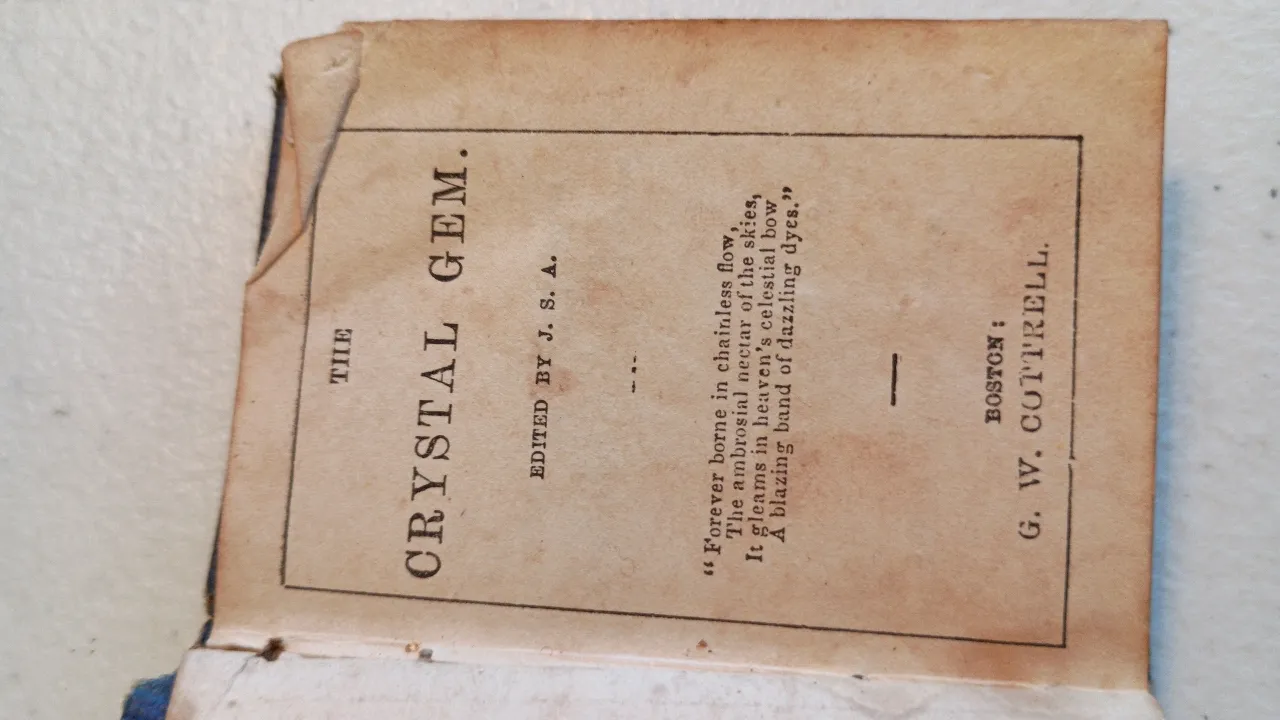 THE
CRYSTAL GEM.
EDITED BY J. S. A.
"Forever borne in chainless flow,
The ambrosial nectar of the skies,
It gleams in heaven's celestial bow
A blazing band of dazzling dyes."
BOSTON:
G. W. COTTRELL.